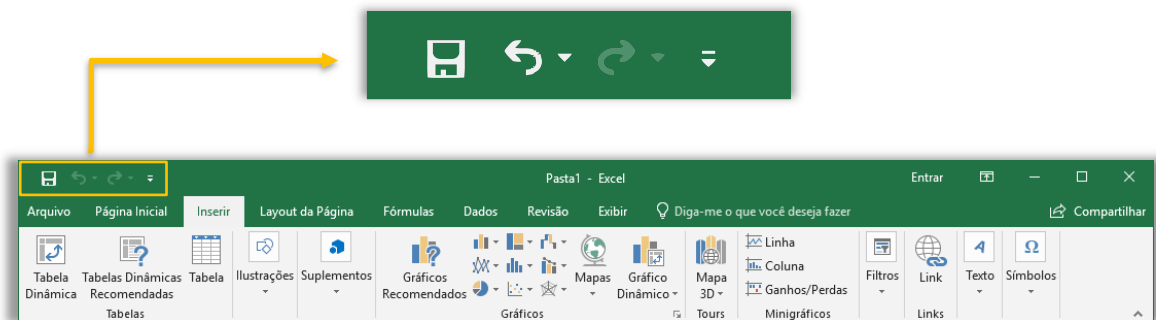 Pasta1 - Excel
Entrar
Arquivo Página Inicial Inserir Layout da Página Fórmulas Dados Revisão Exibir Diga-me o que você deseja fazer Compartilhar
Tabela Dinâmica
Tabelas Dinâmicas Recomendadas
Tabela
Tabelas
Ilustrações
Suplementos
Gráficos Recomendados
Mapas
Gráfico Dinâmico
Gráficos
Mapa 3D
Tours
Linha
Coluna
Ganhos/Perdas
Minigráficos
Filtros
Link
Links
Texto
Símbolos